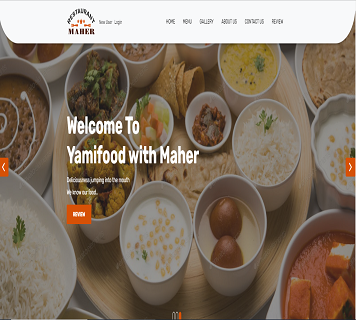 RESTAURANT
MAHER
New User Login
HOME MENU GALLERY ABOUT US CONTACT US REVIEW
Welcome To
Yamifood with Maher
Deliciousness jumping into the mouth
We know our food.
REVIEW